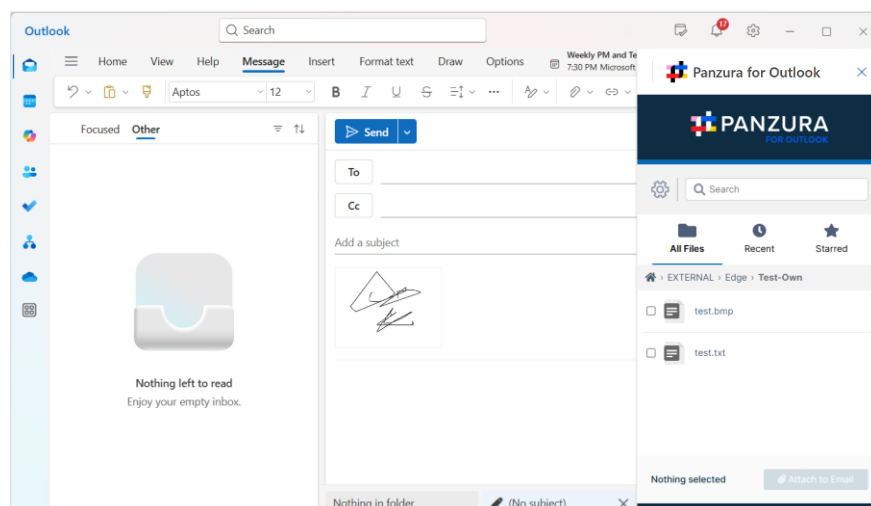 Outlook
Search
17
Home View Help Message Insert Format text Draw Options
Weekly PM and Te
7:30 PM Microsoft
Aptos 12 B I U S
Focused Other
Nothing left to read
Enjoy your empty inbox.
Send
To
Cc
Add a subject
Nothing in folder
(No subject)
Panzura for Outlook
PANZURA
FOR OUTLOOK
Search
All Files Recent Starred
› EXTERNAL › Edge › Test-Own
test.bmp
test.txt
Nothing selected
Attach to Email